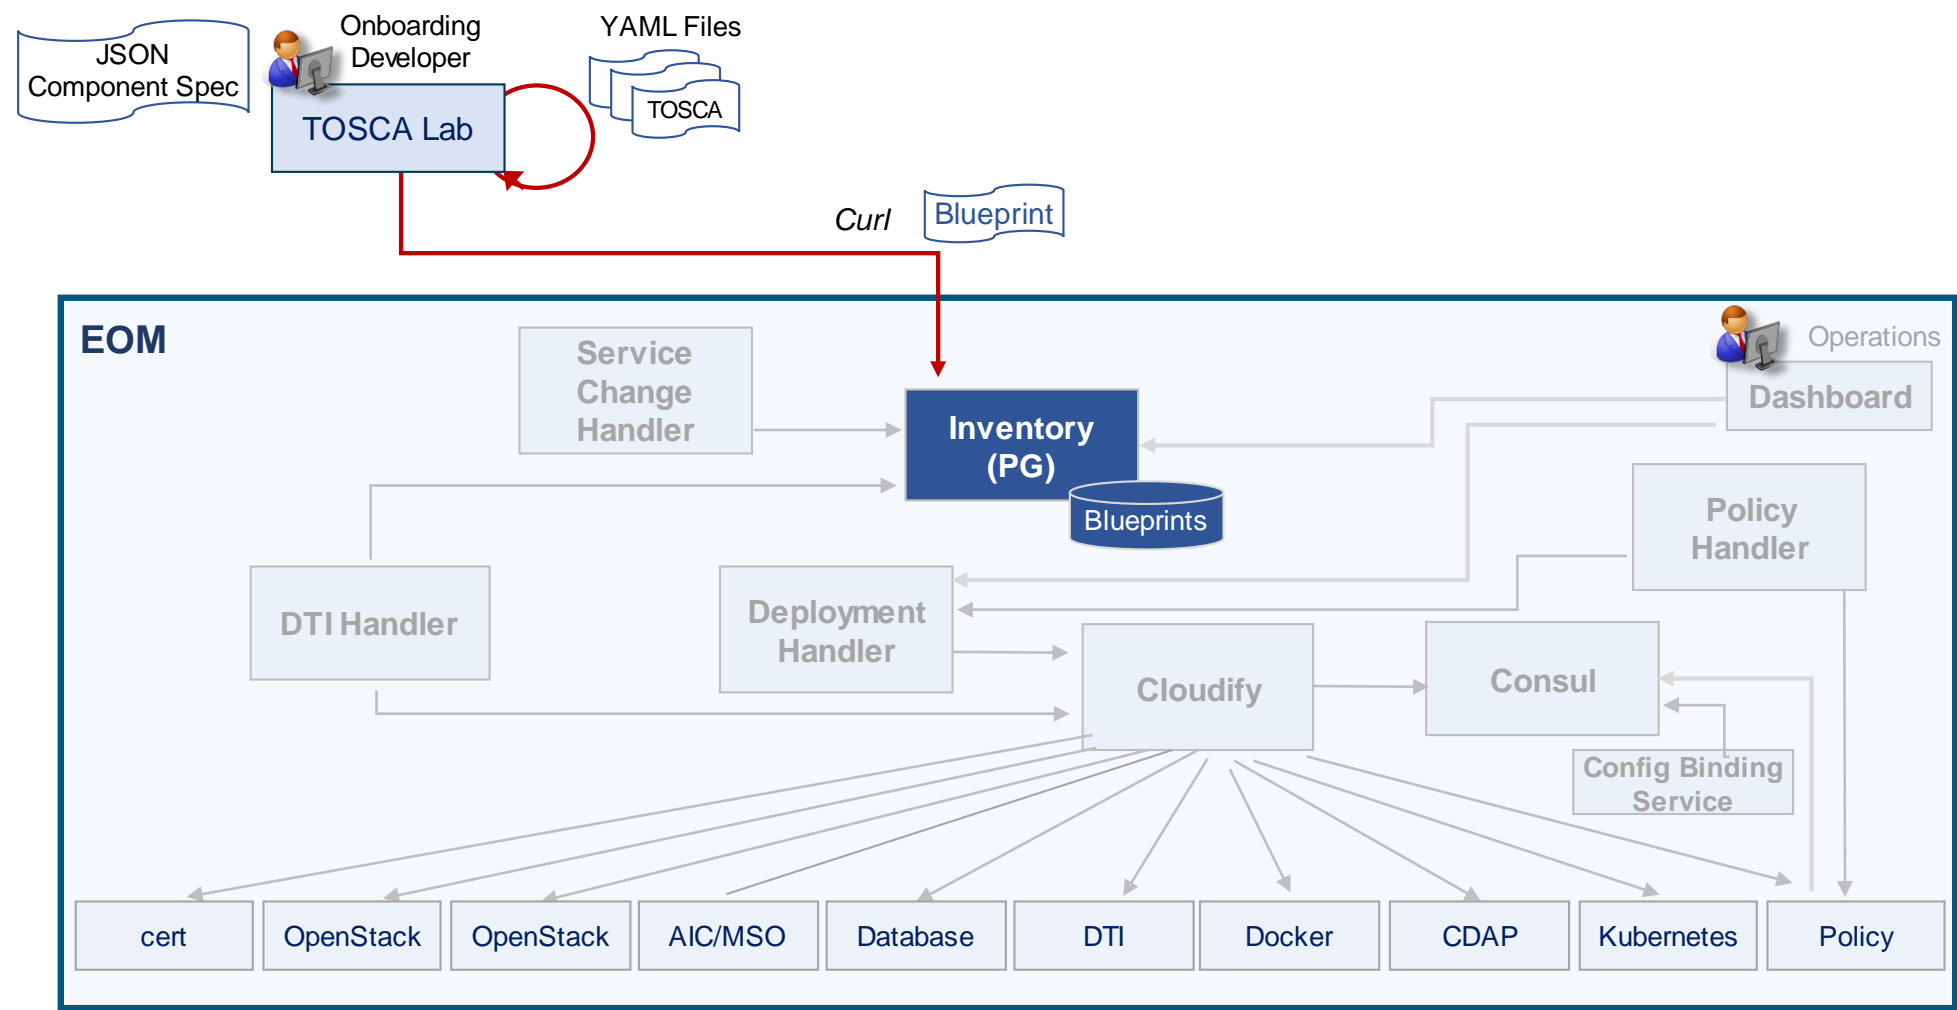 JSON
Component Spec
Onboarding
Developer
YAML Files
TOSCA
TOSCA Lab
Curl
Blueprint
EOM
Operations
Service
Change
Handler
Dashboard
Inventory
(PG)
Blueprints
Policy
Handler
DTI Handler
Deployment
Handler
Cloudify
Consul
Config Binding
Service
cert
OpenStack
OpenStack
AIC/MSO
Database
DTI
Docker
CDAP
Kubernetes
Policy